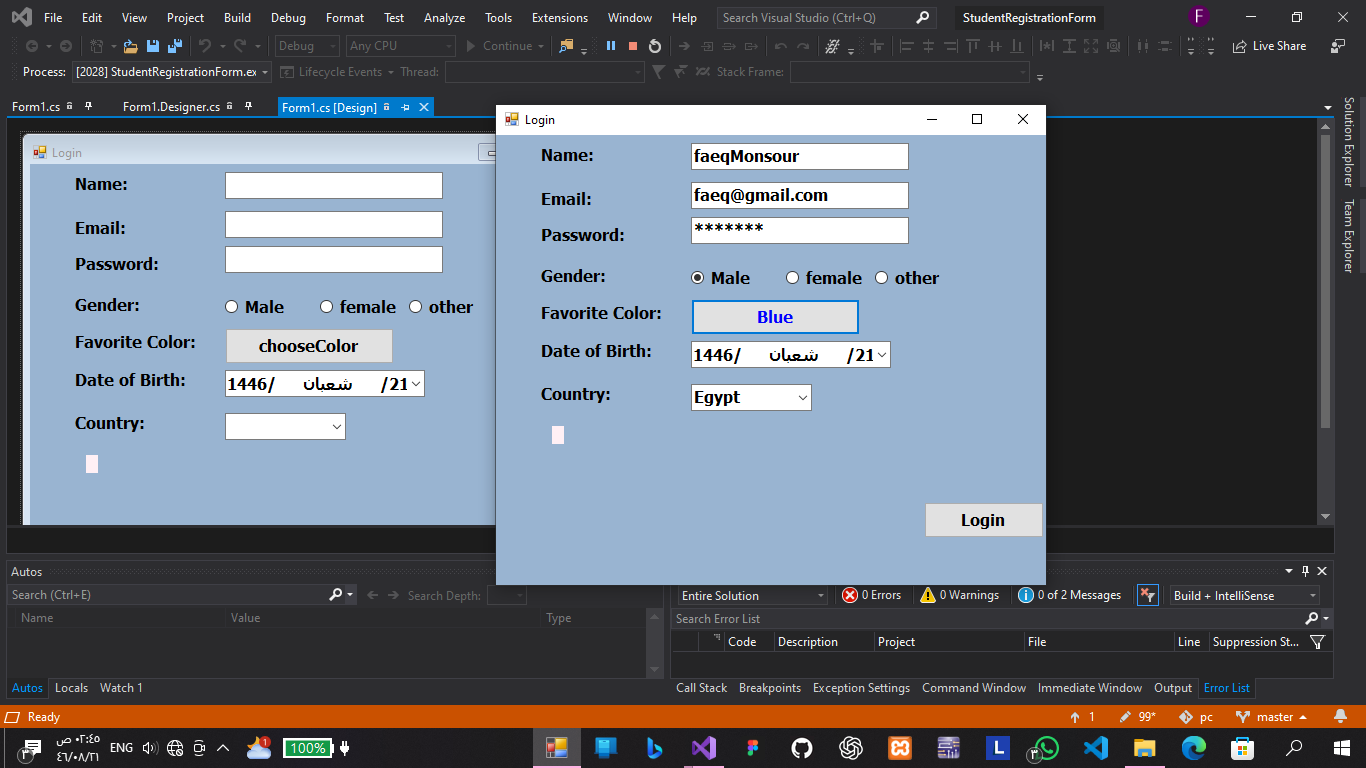 File Edit View Project Build Debug Format Test Analyze Tools Extensions Window Help Search Visual Studio (Ctrl+Q) StudentRegistrationForm F
Debug Any CPU Continue Live Share
Process: [2028] StudentRegistrationForm.ex Lifecycle Events Thread: Stack Frame:
Form1.cs Form1.Designer.cs Form1.cs [Design]
Solution Explorer
Team Explorer
Login
Name:
Email:
Password:
Gender: Male female other
Favorite Color: chooseColor
Date of Birth: 21/ شعبان /1446
Country:
Login
Name: faeqMonsour
Email: faeq@gmail.com
Password: *******
Gender: Male female other
Favorite Color: Blue
Date of Birth: 21/ شعبان /1446
Country: Egypt
Login
Autos
Search (Ctrl+E) Search Depth:
Name Value Type
Autos Locals Watch 1
Entire Solution 0 Errors 0 Warnings 0 of 2 Messages Build + IntelliSense
Search Error List
Code Description Project File Line Suppression St...
Call Stack Breakpoints Exception Settings Command Window Immediate Window Output Error List
Ready 1 99* pc master
٣ ٠٢:٤٥ ص ENG 1 100% L ٣
٤٦/٠٨/٢١